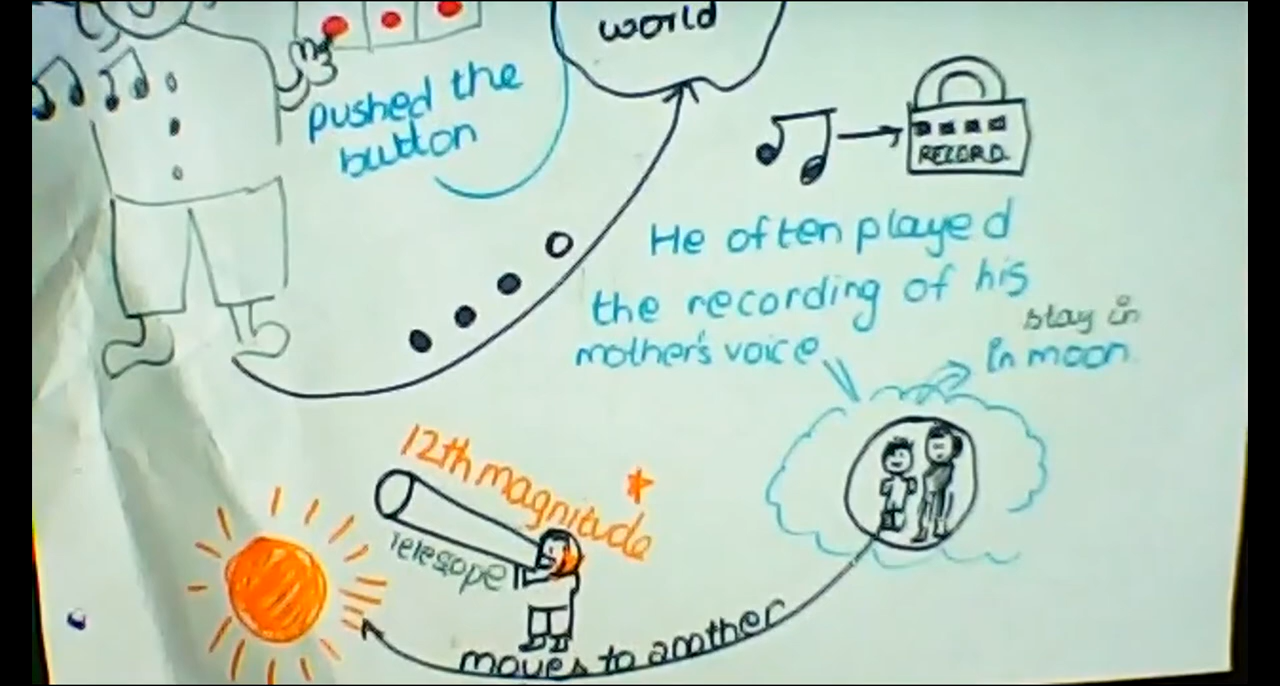 world
pushed the
button
RECORD
He often played
the recording of his
mother's voice
stay in
in moon
12th magnitude
Telescope
moves to another